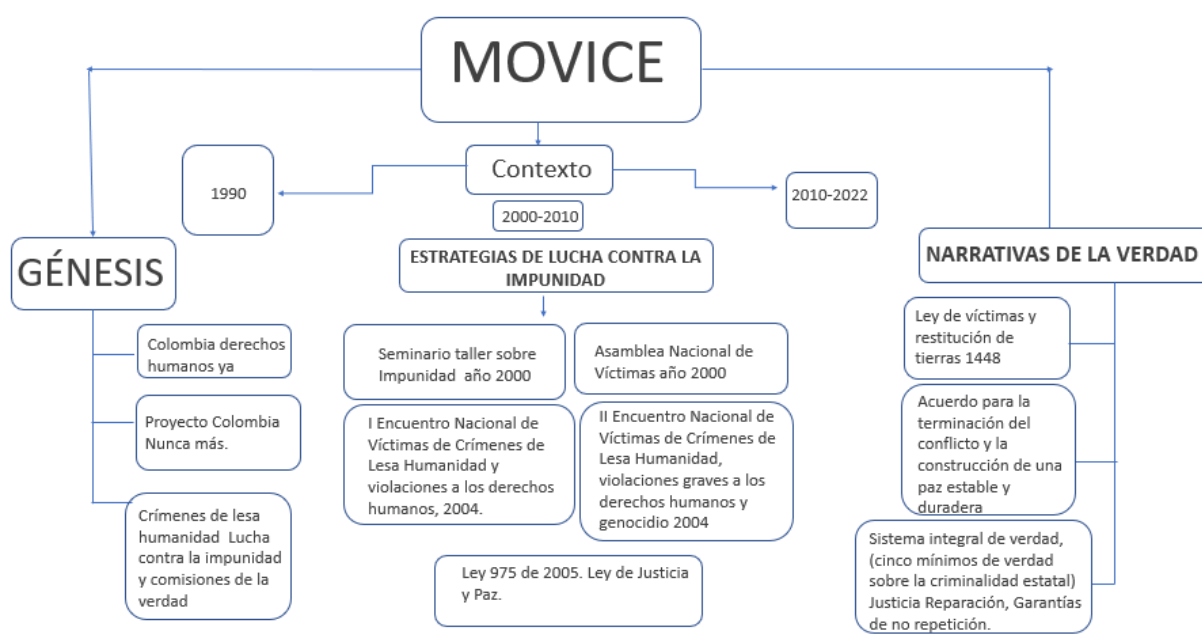 MOVICE
Contexto
1990
2010-2022
2000-2010
GÉNESIS
Colombia derechos
humanos ya
Proyecto Colombia
Nunca más.
Crímenes de lesa
humanidad Lucha
contra la impunidad
y comisiones de la
verdad
ESTRATEGIAS DE LUCHA CONTRA LA
IMPUNIDAD
Seminario taller sobre
Impunidad año 2000
Asamblea Nacional de
Víctimas año 2000
I Encuentro Nacional de
Víctimas de Crímenes de
Lesa Humanidad y
violaciones a los derechos
humanos, 2004.
II Encuentro Nacional de
Víctimas de Crímenes de
Lesa Humanidad,
violaciones graves a los
derechos humanos y
genocidio 2004
Ley 975 de 2005. Ley de Justicia
y Paz.
NARRATIVAS DE LA VERDAD
Ley de víctimas y
restitución de
tierras 1448
Acuerdo para la
terminación del
conflicto y la
construcción de una
paz estable y
duradera
Sistema integral de verdad,
(cinco mínimos de verdad
sobre la criminalidad estatal)
Justicia Reparación, Garantías
de no repetición.